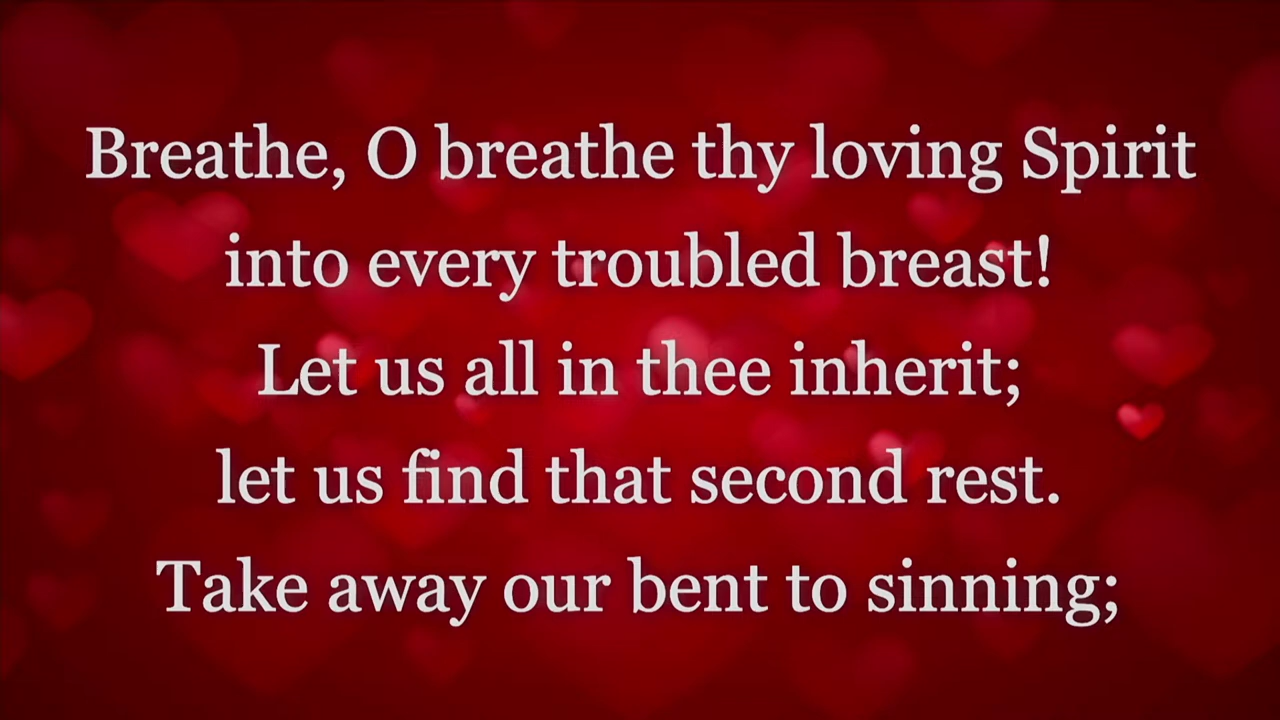 Breathe, O breathe thy loving Spirit
into every troubled breast!
Let us all in thee inherit;
let us find that second rest.
Take away our bent to sinning;